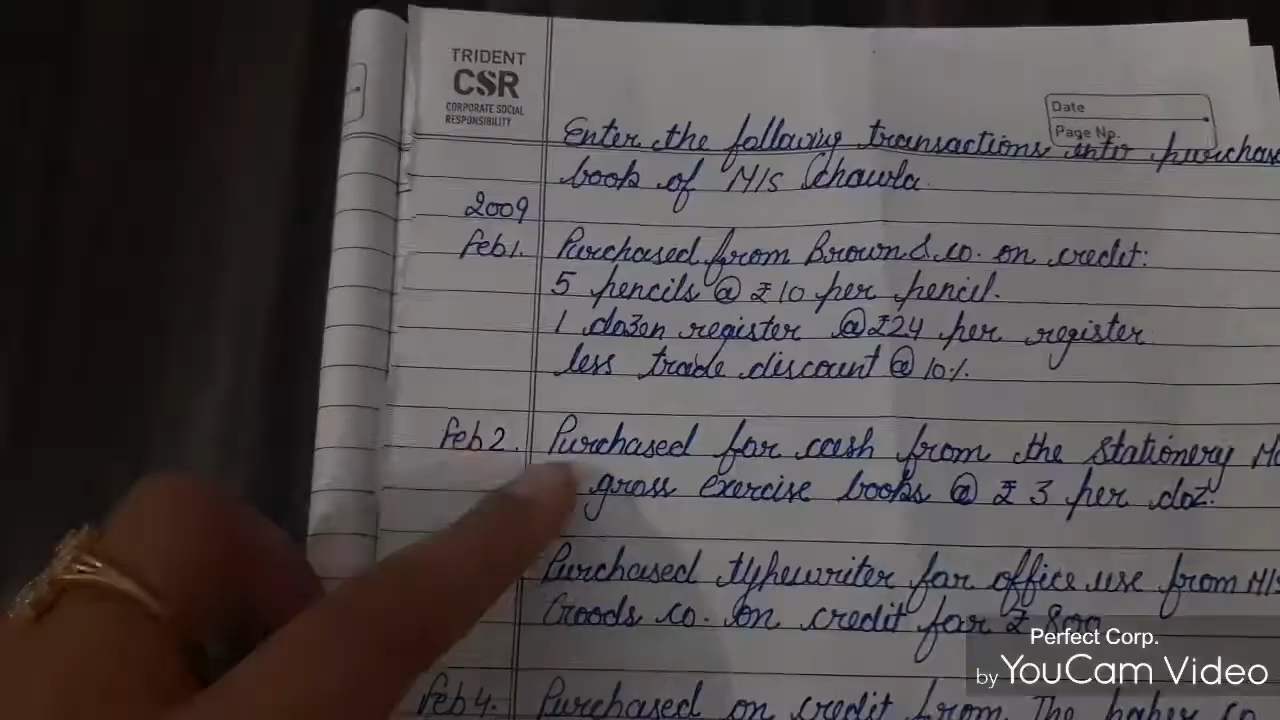 TRIDENT
CSR
CORPORATE SOCIAL
RESPONSIBILITY
Date
Page No.
Enter the following transactions into purchas
book of M/S Chawla.
2009
Feb 1. Purchased from Brown & co. on credit:
5 pencils @ ₹10 per pencil.
1 dozen register @ ₹24 per register
less trade discount @ 10%.
Feb 2. Purchased for cash from the Stationery
gross exercise books @ ₹ 3 per doz.
Purchased typewriter for office use from M/S
Goods co. on credit for ₹ 800
Feb 4. Purchased on credit from The
Perfect Corp.
by YouCam Video